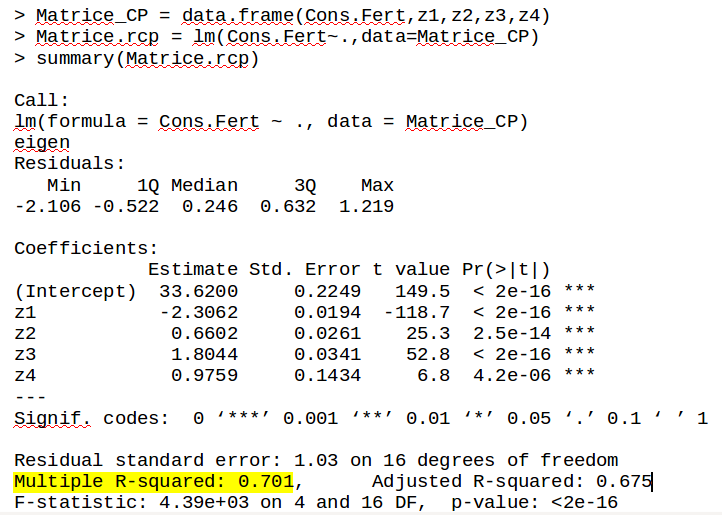 > Matrice_CP = data.frame(Cons.Fert,z1,z2,z3,z4)
> Matrice.rcp = lm(Cons.Fert~.,data=Matrice_CP)
> summary(Matrice.rcp)

Call:
lm(formula = Cons.Fert ~ ., data = Matrice_CP)
eigen
Residuals:
   Min     1Q Median     3Q    Max
-2.106 -0.522  0.246  0.632  1.219

Coefficients:
            Estimate Std. Error t value Pr(>|t|)
(Intercept)  33.6200     0.2249   149.5  < 2e-16 ***
z1           -2.3062     0.0194  -118.7  < 2e-16 ***
z2            0.6602     0.0261    25.3  2.5e-14 ***
z3            1.8044     0.0341    52.8  < 2e-16 ***
z4            0.9759     0.1434     6.8  4.2e-06 ***
---
Signif. codes:  0 ‘***’ 0.001 ‘**’ 0.01 ‘*’ 0.05 ‘.’ 0.1 ‘ ’ 1

Residual standard error: 1.03 on 16 degrees of freedom
Multiple R-squared: 0.701,     Adjusted R-squared: 0.675
F-statistic: 4.39e+03 on 4 and 16 DF,  p-value: <2e-16